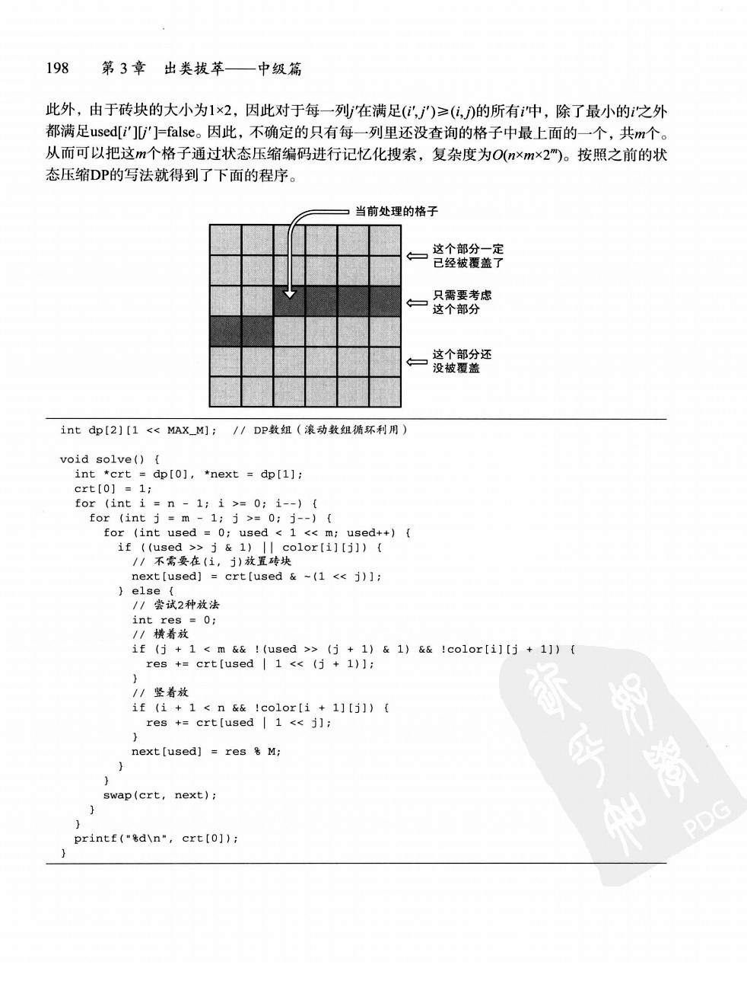 198 第3章 出类拔萃——中级篇
此外，由于砖块的大小为1×2，因此对于每一列j'在满足(i',j')≥(i,j)的所有i'中，除了最小的i'之外
都满足used[i'][j']=false。因此，不确定的只有每一列里还没查询的格子中最上面的一个，共m个。
从而可以把这m个格子通过状态压缩编码进行记忆化搜索，复杂度为O(n×m×2ᵐ)。按照之前的状
态压缩DP的写法就得到了下面的程序。
当前处理的格子
这个部分一定
已经被覆盖了
只需要考虑
这个部分
这个部分还
没被覆盖
int dp[2][1 << MAX_M]; // DP数组（滚动数组循环利用）
void solve() {
int *crt = dp[0], *next = dp[1];
crt[0] = 1;
for (int i = n - 1; i >= 0; i--) {
for (int j = m - 1; j >= 0; j--) {
for (int used = 0; used < 1 << m; used++) {
if ((used >> j & 1) || color[i][j]) {
// 不需要在(i, j)放置砖块
next[used] = crt[used & ~(1 << j)];
} else {
// 尝试2种放法
int res = 0;
// 横着放
if (j + 1 < m && !(used >> (j + 1) & 1) && !color[i][j + 1]) {
res += crt[used | 1 << (j + 1)];
}
// 竖着放
if (i + 1 < n && !color[i + 1][j]) {
res += crt[used | 1 << j];
}
next[used] = res % M;
}
}
swap(crt, next);
}
}
printf("%d\n", crt[0]);
}
PDG